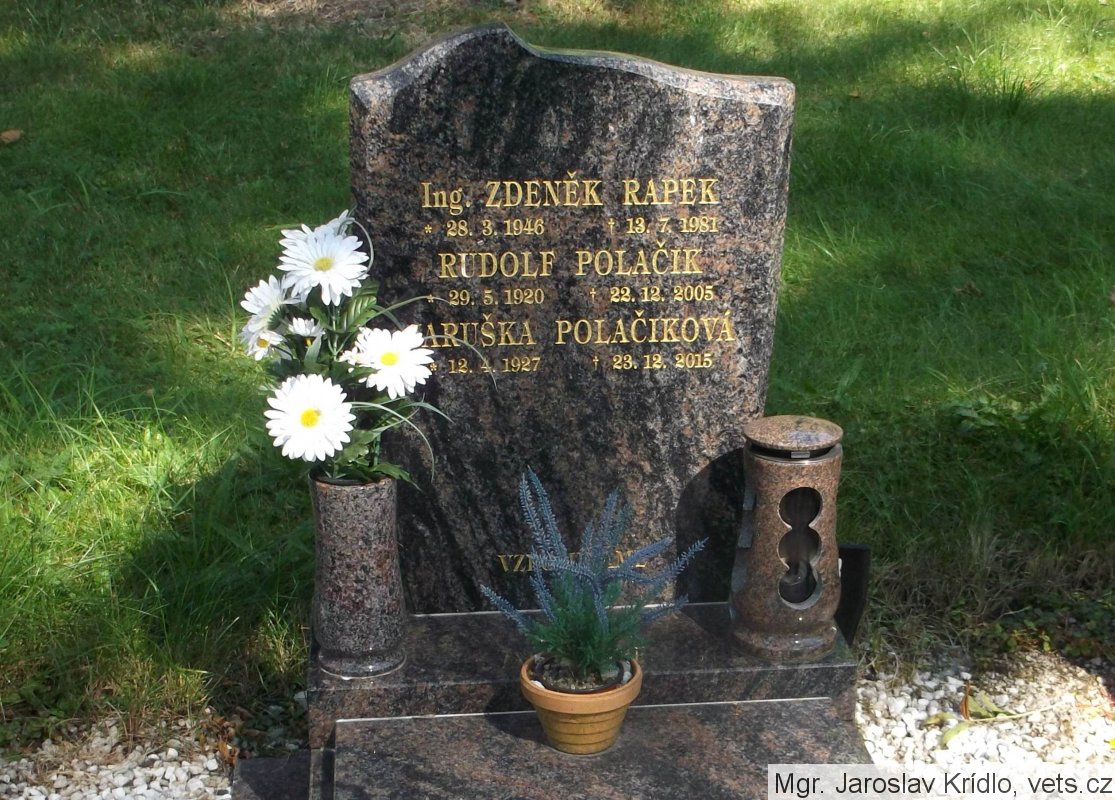 Ing. ZDENĚK RAPEK
* 28. 3. 1946 † 13. 7. 1981
RUDOLF POLAČIK
* 29. 5. 1920 † 22. 12. 2005
ARUŠKA POLAČIKOVÁ
* 12. 4. 1927 † 23. 12. 2015
Mgr. Jaroslav Krídlo, vets.cz